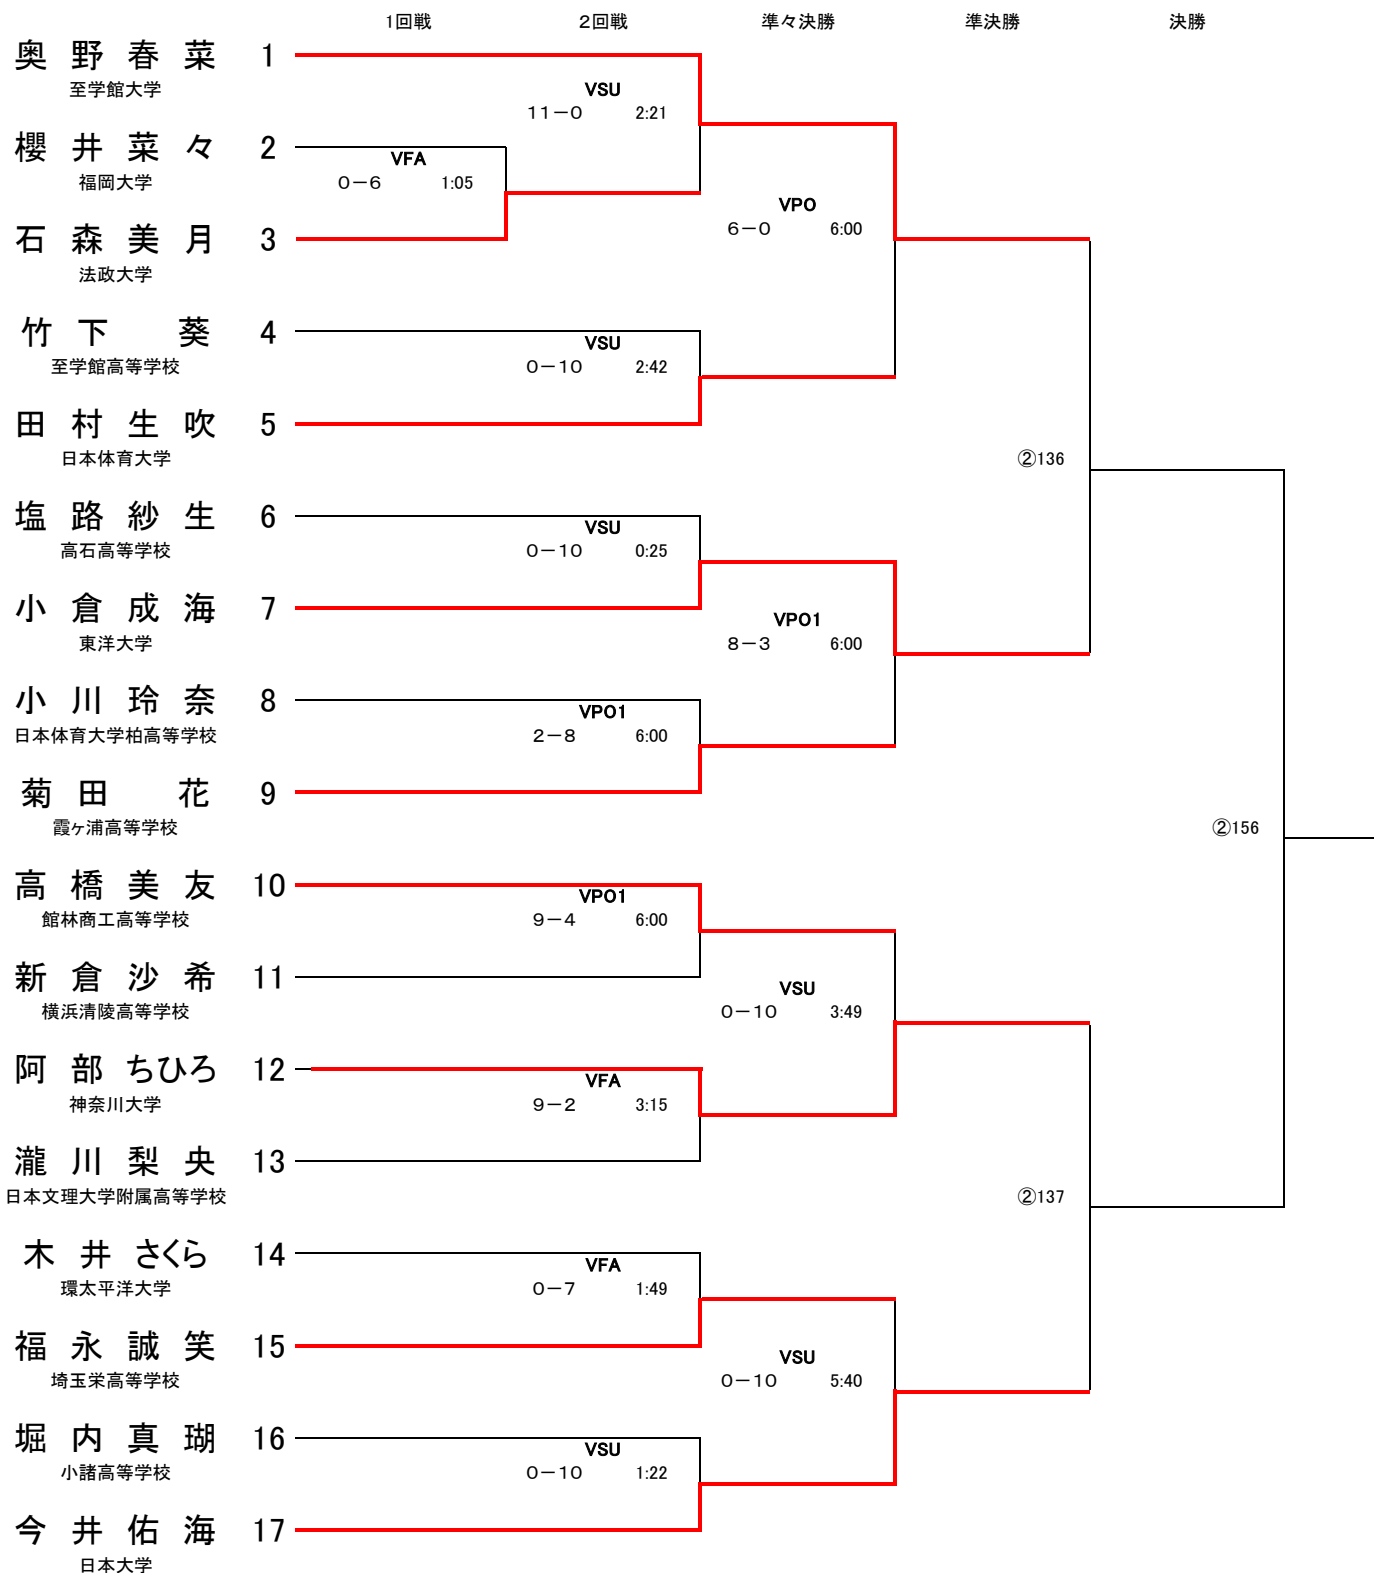 1回戦 2回戦 準々決勝 準決勝 決勝
奥野春菜 1
至学館大学
VSU
11－0 2:21
櫻井菜々 2
福岡大学
VFA
0－6 1:05
石森美月 3
法政大学
VPO
6－0 6:00
竹下 葵 4
至学館高等学校
VSU
0－10 2:42
田村生吹 5
日本体育大学
②136
塩路紗生 6
高石高等学校
VSU
0－10 0:25
小倉成海 7
東洋大学
VPO1
8－3 6:00
小川玲奈 8
日本体育大学柏高等学校
VPO1
2－8 6:00
菊田 花 9
霞ヶ浦高等学校
②156
高橋美友 10
館林商工高等学校
VPO1
9－4 6:00
新倉沙希 11
横浜清陵高等学校
VSU
0－10 3:49
阿部ちひろ 12
神奈川大学
VFA
9－2 3:15
瀧川梨央 13
日本文理大学附属高等学校
②137
木井さくら 14
環太平洋大学
VFA
0－7 1:49
福永誠笑 15
埼玉栄高等学校
VSU
0－10 5:40
堀内真瑚 16
小諸高等学校
VSU
0－10 1:22
今井佑海 17
日本大学